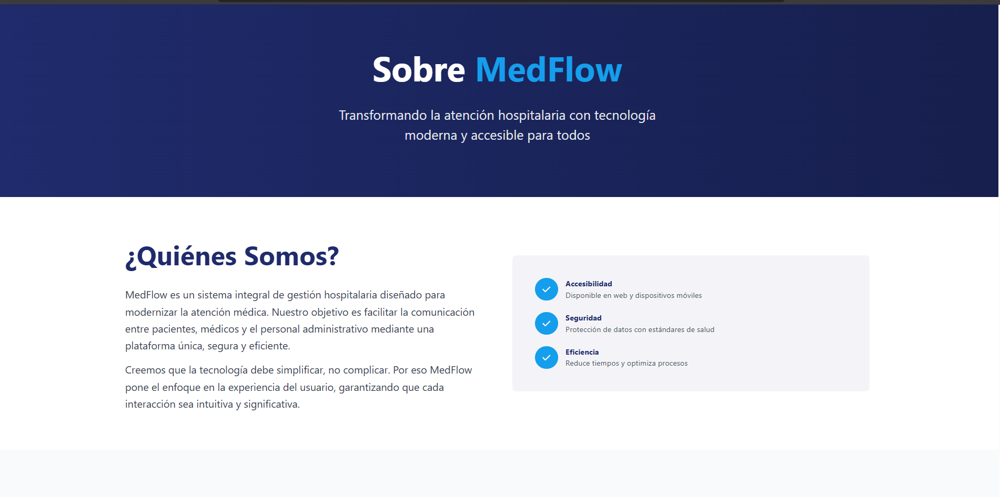 Sobre MedFlow
Transformando la atención hospitalaria con tecnología
moderna y accesible para todos
¿Quiénes Somos?
MedFlow es un sistema integral de gestión hospitalaria diseñado para
modernizar la atención médica. Nuestro objetivo es facilitar la comunicación
entre pacientes, médicos y el personal administrativo mediante una
plataforma única, segura y eficiente.
Creemos que la tecnología debe simplificar, no complicar. Por eso MedFlow
pone el enfoque en la experiencia del usuario, garantizando que cada
interacción sea intuitiva y significativa.
Accesibilidad
Disponible en web y dispositivos móviles
Seguridad
Protección de datos con estándares de salud
Eficiencia
Reduce tiempos y optimiza procesos